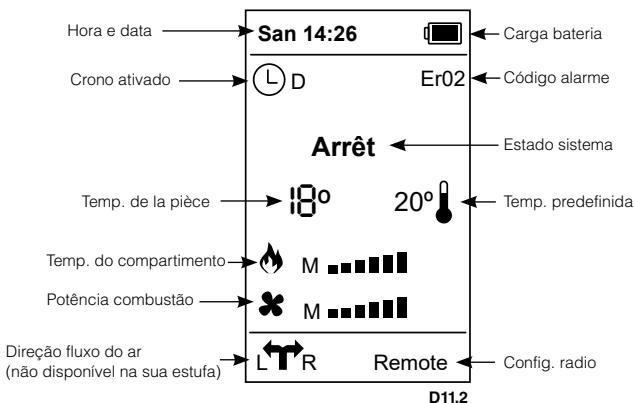 Hora e data
San 14:26
Carga bateria
Crono ativado
D
Er02
Código alarme
Arrêt
Estado sistema
Temp. de la pièce
18º
20º
Temp. predefinida
Temp. do compartimento
M
Potência combustão
M
Direção fluxo do ar
(não disponível na sua estufa)
L
R
Remote
Config. radio
D11.2